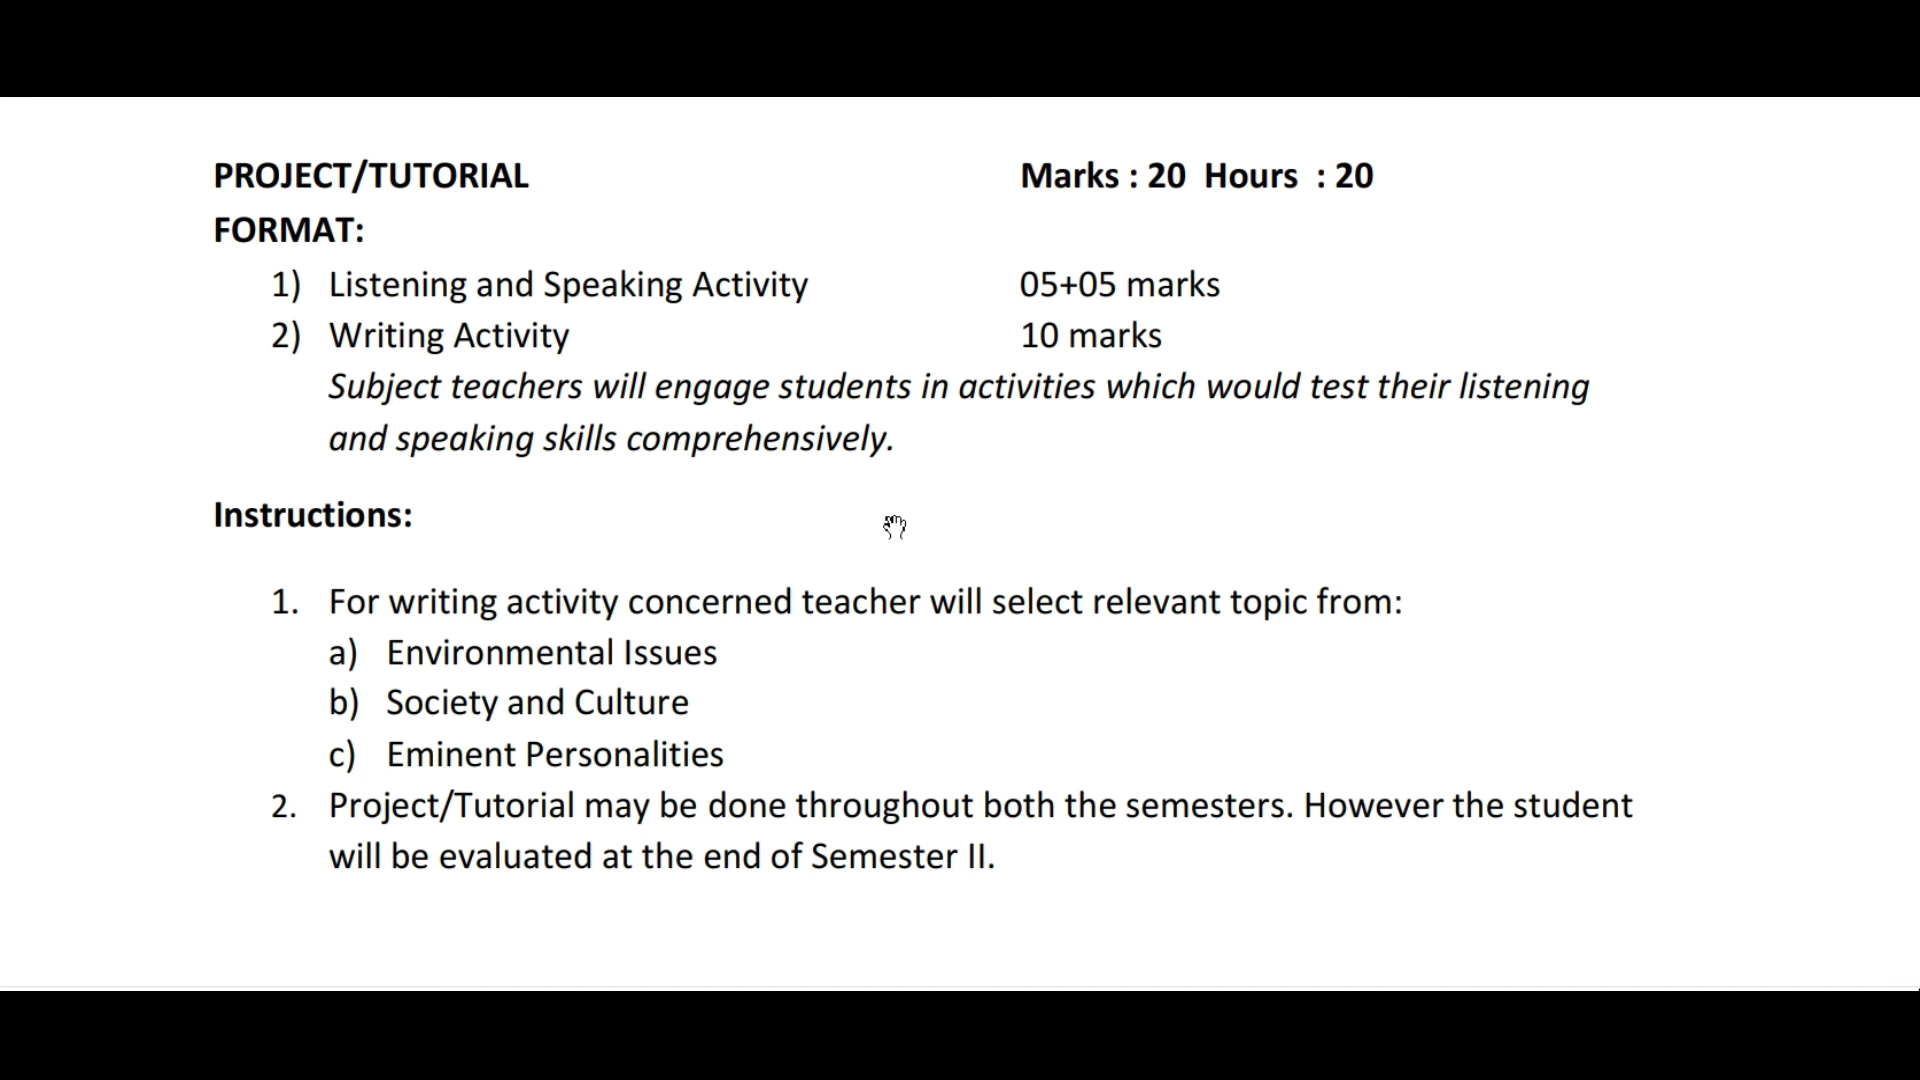 PROJECT/TUTORIAL Marks : 20 Hours : 20
FORMAT:
1) Listening and Speaking Activity 05+05 marks
2) Writing Activity 10 marks
Subject teachers will engage students in activities which would test their listening
and speaking skills comprehensively.
Instructions:
1. For writing activity concerned teacher will select relevant topic from:
a) Environmental Issues
b) Society and Culture
c) Eminent Personalities
2. Project/Tutorial may be done throughout both the semesters. However the student
will be evaluated at the end of Semester II.